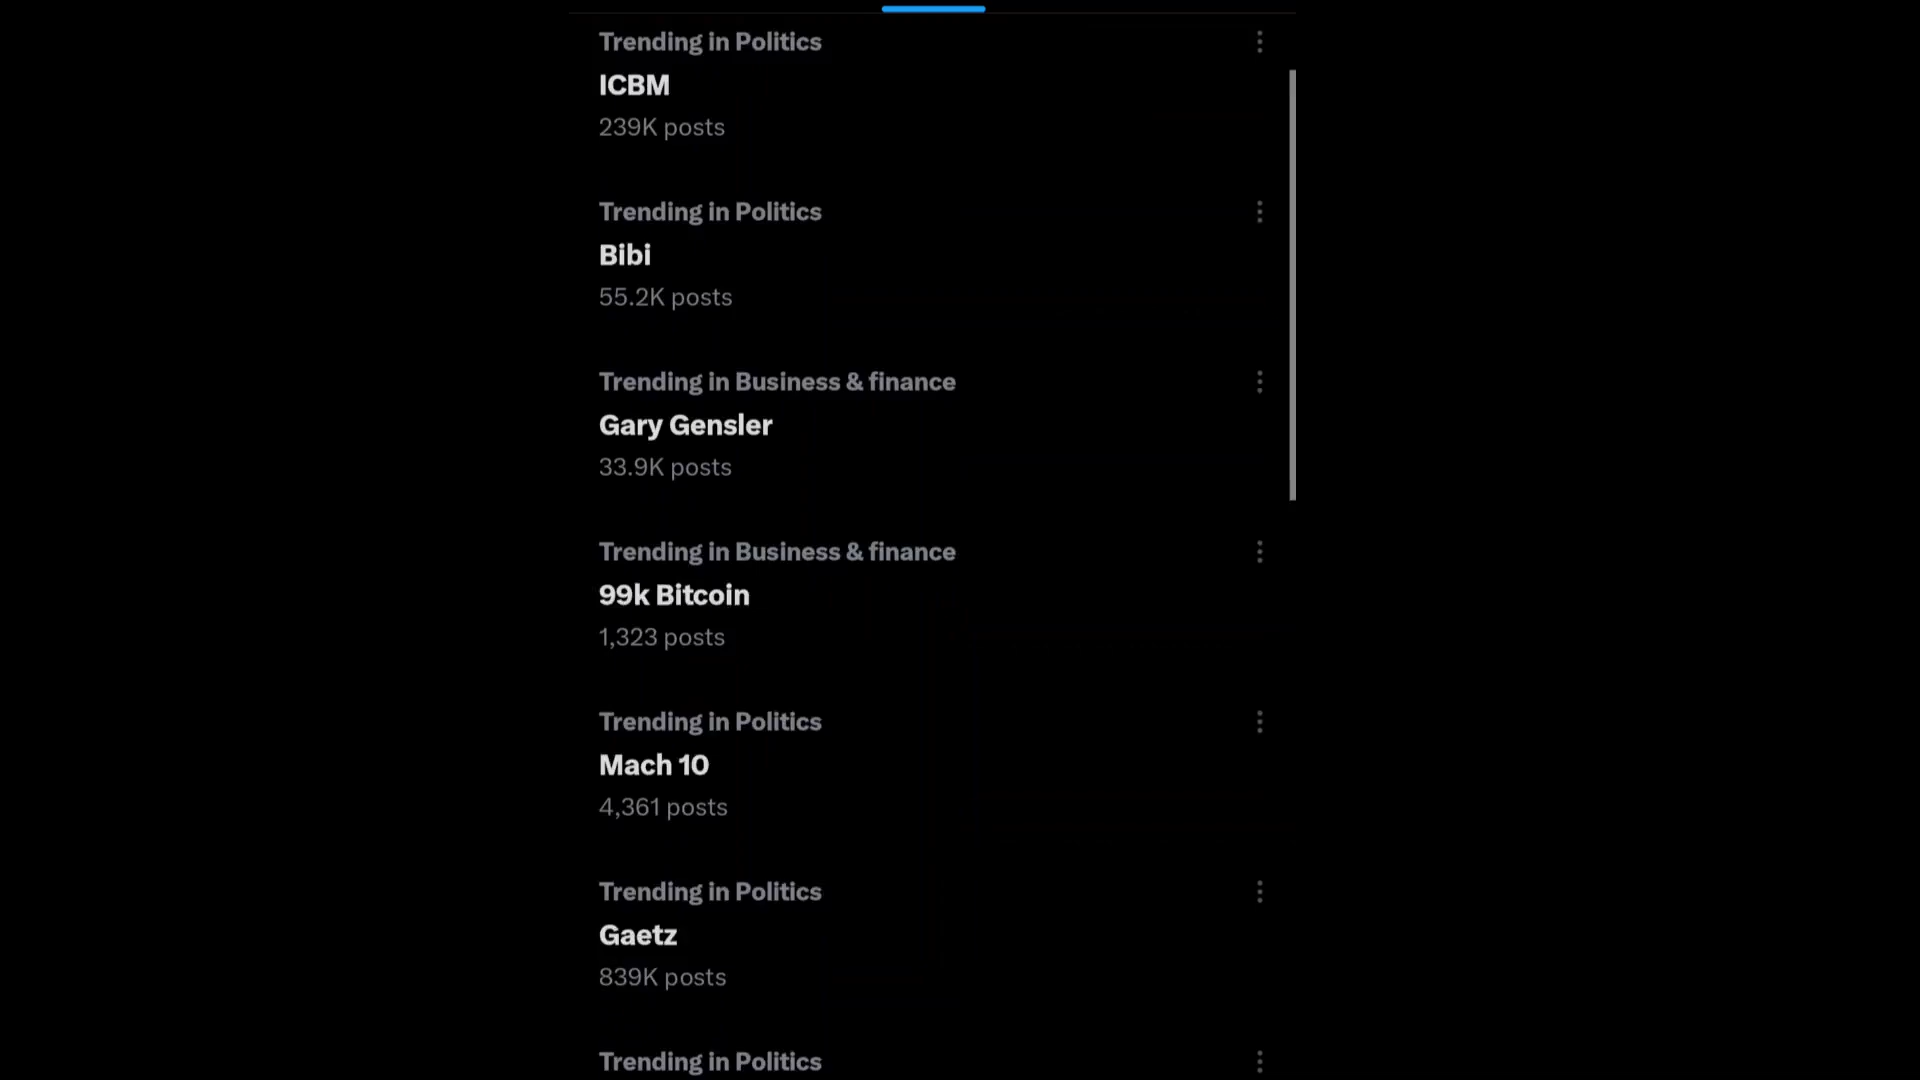 Trending in Politics
ICBM
239K posts
Trending in Politics
Bibi
55.2K posts
Trending in Business & finance
Gary Gensler
33.9K posts
Trending in Business & finance
99k Bitcoin
1,323 posts
Trending in Politics
Mach 10
4,361 posts
Trending in Politics
Gaetz
839K posts
Trending in Politics